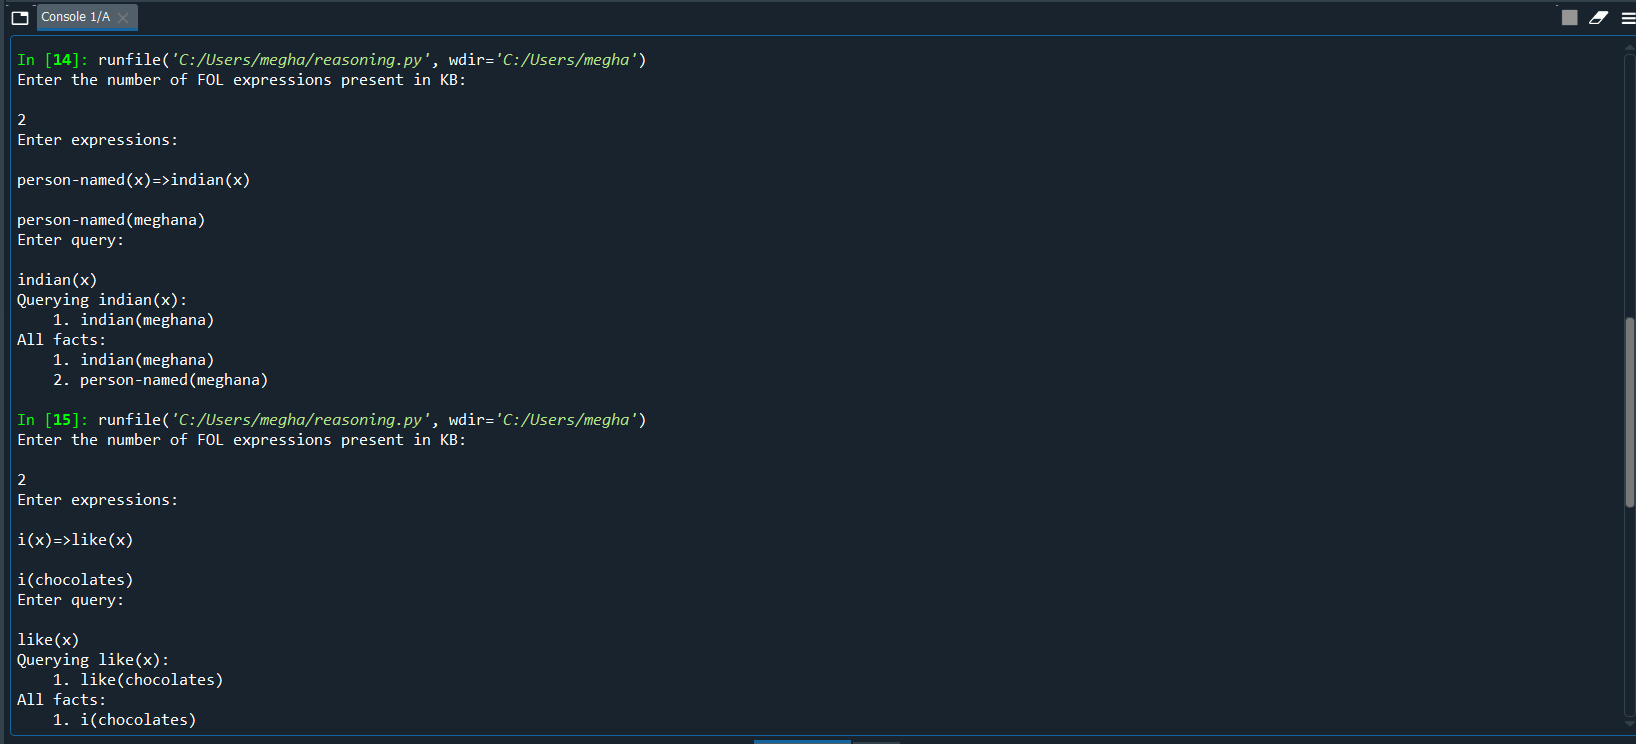 Console 1/A
In [14]: runfile('C:/Users/megha/reasoning.py', wdir='C:/Users/megha')
Enter the number of FOL expressions present in KB:
2
Enter expressions:
person-named(x)=>indian(x)
person-named(meghana)
Enter query:
indian(x)
Querying indian(x):
    1. indian(meghana)
All facts:
    1. indian(meghana)
    2. person-named(meghana)
In [15]: runfile('C:/Users/megha/reasoning.py', wdir='C:/Users/megha')
Enter the number of FOL expressions present in KB:
2
Enter expressions:
i(x)=>like(x)
i(chocolates)
Enter query:
like(x)
Querying like(x):
    1. like(chocolates)
All facts:
    1. i(chocolates)